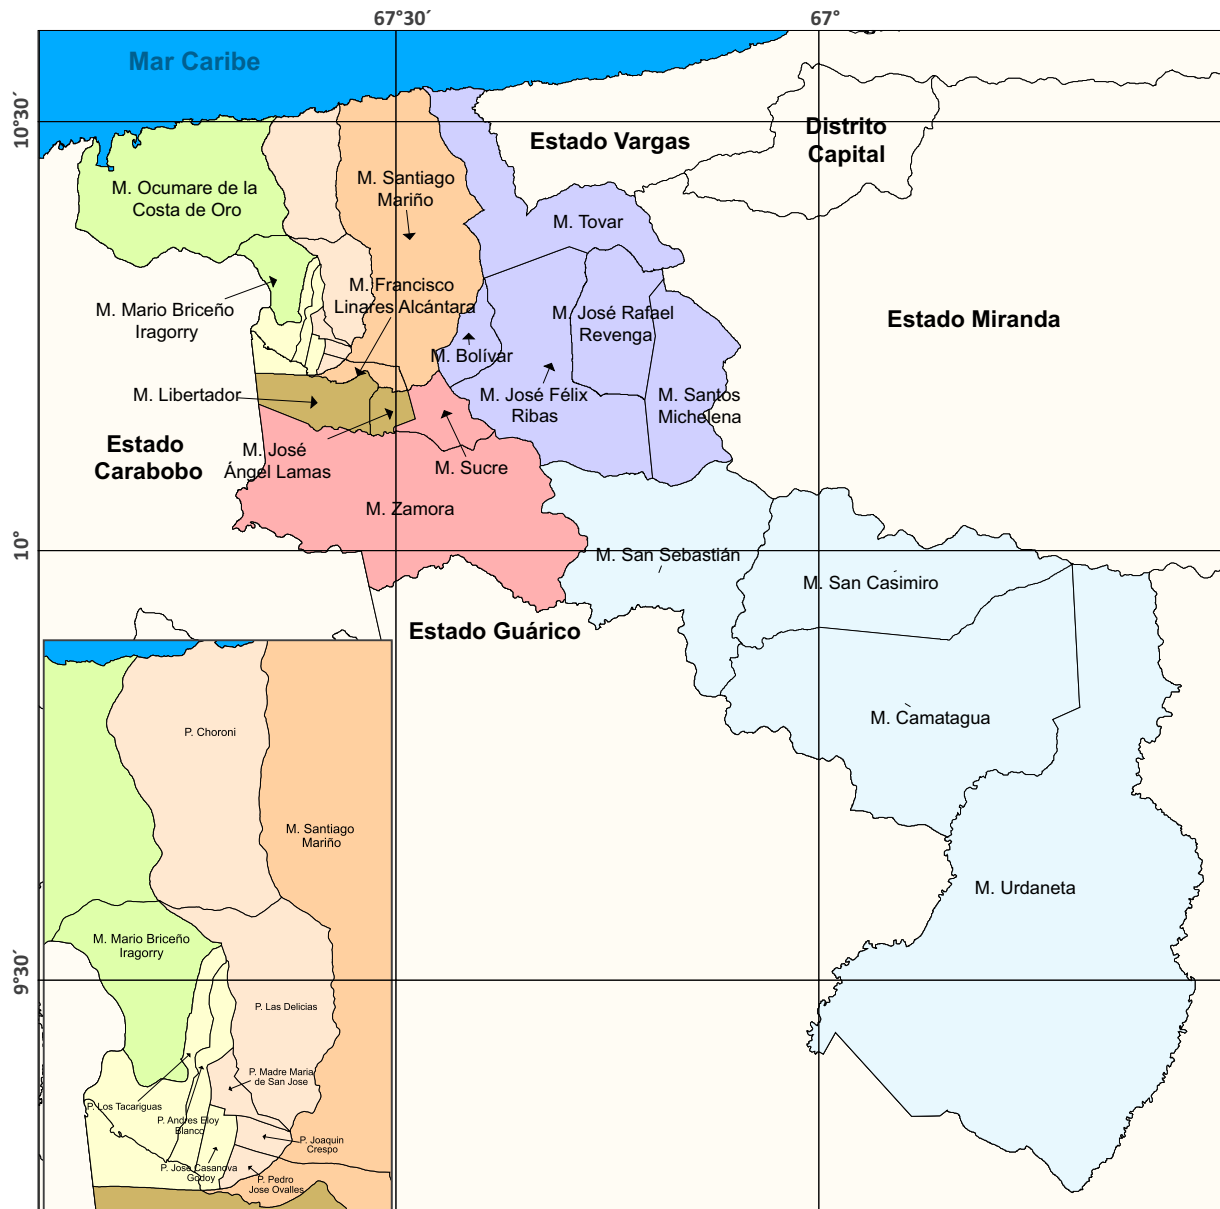 67°30´
67°
Mar Caribe
10°30´
Estado Vargas
Distrito
Capital
M. Ocumare de la
Costa de Oro
M. Santiago
Mariño
M. Tovar
M. Francisco
Linares Alcántara
M. Mario Briceño
Iragorry
M. José Rafael
Revenga
Estado Miranda
M. Bolívar
M. Libertador
M. José Félix
Ribas
M. Santos
Michelena
Estado
Carabobo
M. José
Ángel Lamas
M. Sucre
M. Zamora
10°
M. San Sebastián
M. San Casimiro
Estado Guárico
M. Camatagua
M. Urdaneta
9°30´
P. Choroni
M. Santiago
Mariño
M. Mario Briceño
Iragorry
P. Las Delicias
P. Madre Maria
de San Jose
P. Los Tacariguas
P. Andres Eloy
Blanco
P. Joaquin
Crespo
P. Jose Casanova
Godoy
P. Pedro
Jose Ovalles